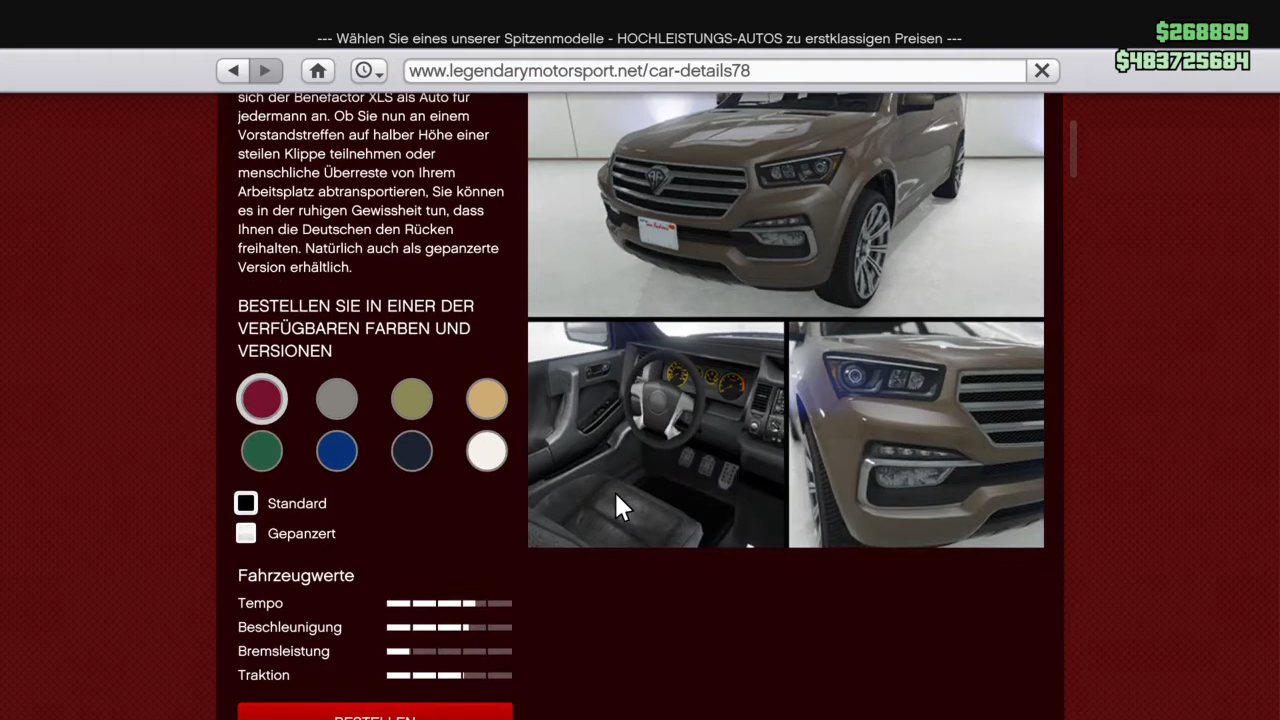 --- Wählen Sie eines unserer Spitzenmodelle - HOCHLEISTUNGS-AUTOS zu erstklassigen Preisen ---
$268899
$483725684
www.legendarymotorsport.net/car-details78
sich der Benefactor XLS als Auto für
jedermann an. Ob Sie nun an einem
Vorstandstreffen auf halber Höhe einer
steilen Klippe teilnehmen oder
menschliche Überreste von Ihrem
Arbeitsplatz abtransportieren, Sie können
es in der ruhigen Gewissheit tun, dass
Ihnen die Deutschen den Rücken
freihalten. Natürlich auch als gepanzerte
Version erhältlich.
BESTELLEN SIE IN EINER DER
VERFÜGBAREN FARBEN UND
VERSIONEN
Standard
Gepanzert
Fahrzeugwerte
Tempo
Beschleunigung
Bremsleistung
Traktion
BESTELLEN